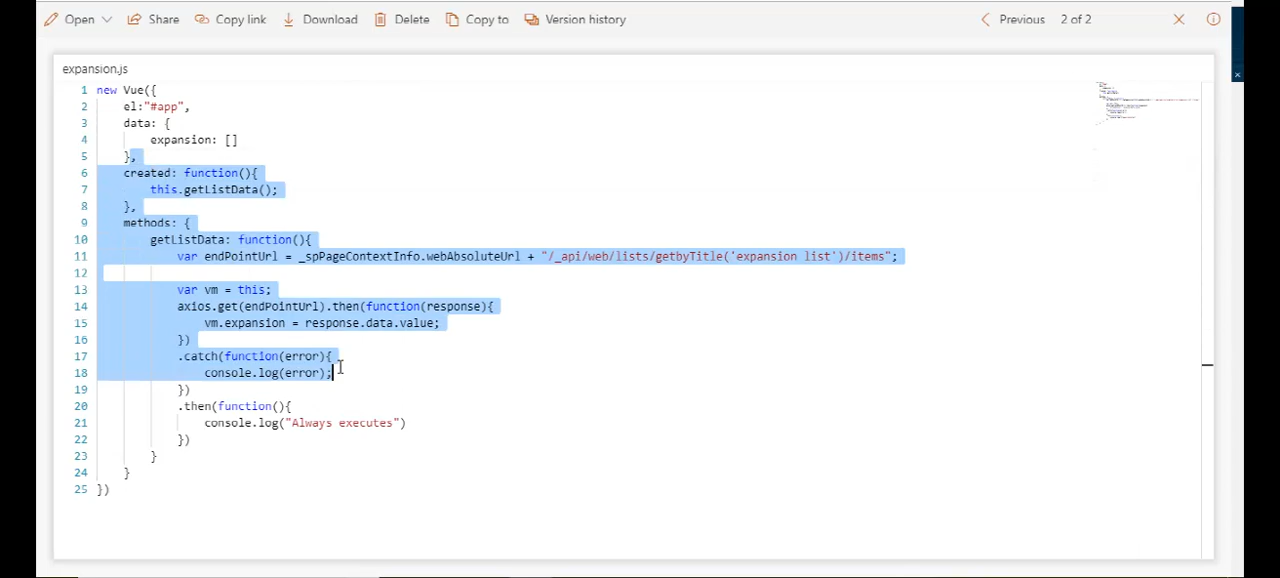 Open Share Copy link Download Delete Copy to Version history Previous 2 of 2
expansion.js
1 new Vue({
2 el:"#app",
3 data: {
4 expansion: []
5 },
6 created: function(){
7 this.getListData();
8 },
9 methods: {
10 getListData: function(){
11 var endPointUrl = _spPageContextInfo.webAbsoluteUrl + "/_api/web/lists/getbyTitle('expansion list')/items";
12
13 var vm = this;
14 axios.get(endPointUrl).then(function(response){
15 vm.expansion = response.data.value;
16 })
17 .catch(function(error){
18 console.log(error);
19 })
20 .then(function(){
21 console.log("Always executes")
22 })
23 }
24 }
25 })